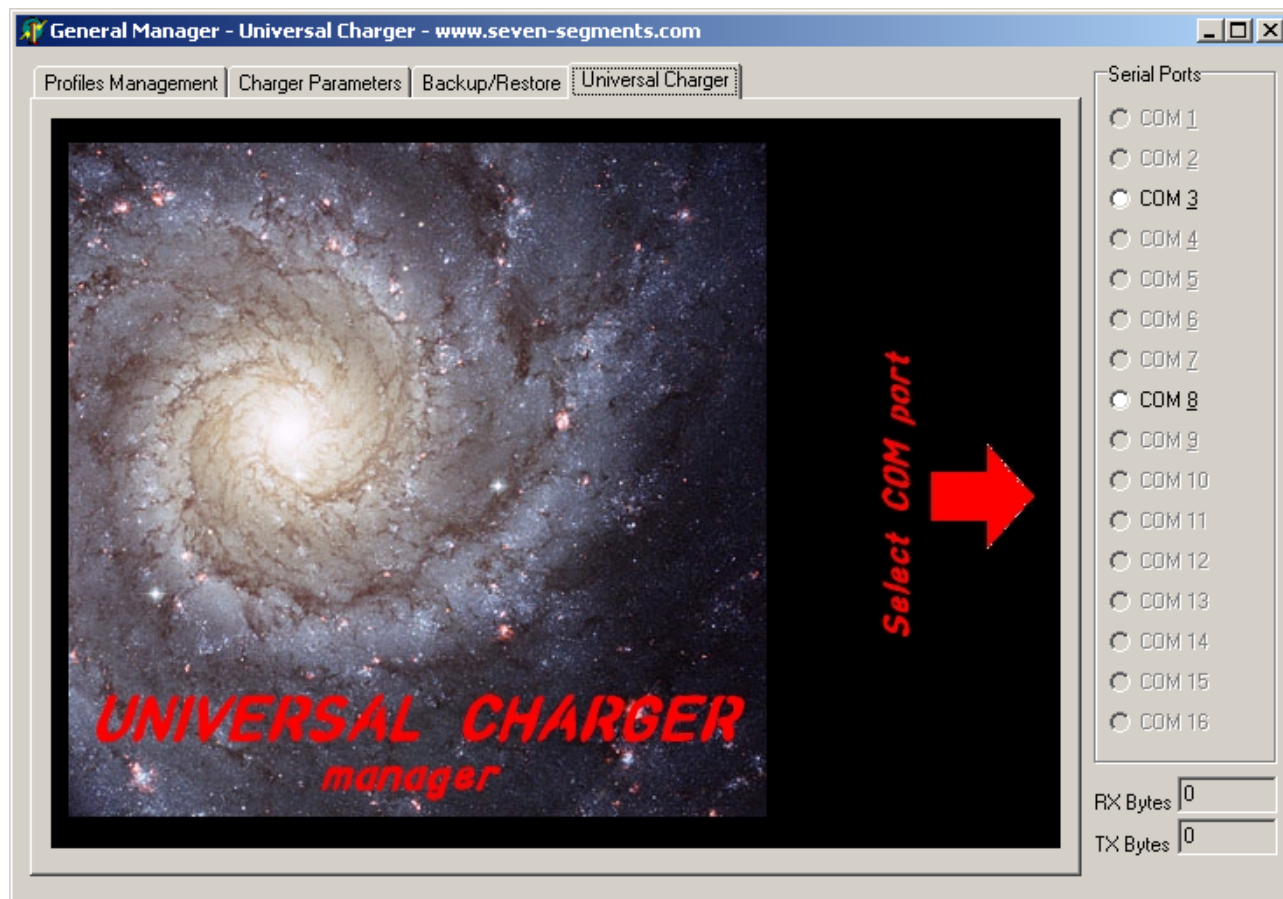 General Manager - Universal Charger - www.seven-segments.com
Profiles Management
Charger Parameters
Backup/Restore
Universal Charger
Select COM port
UNIVERSAL CHARGER
manager
Serial Ports
COM 1
COM 2
COM 3
COM 4
COM 5
COM 6
COM 7
COM 8
COM 9
COM 10
COM 11
COM 12
COM 13
COM 14
COM 15
COM 16
RX Bytes 0
TX Bytes 0